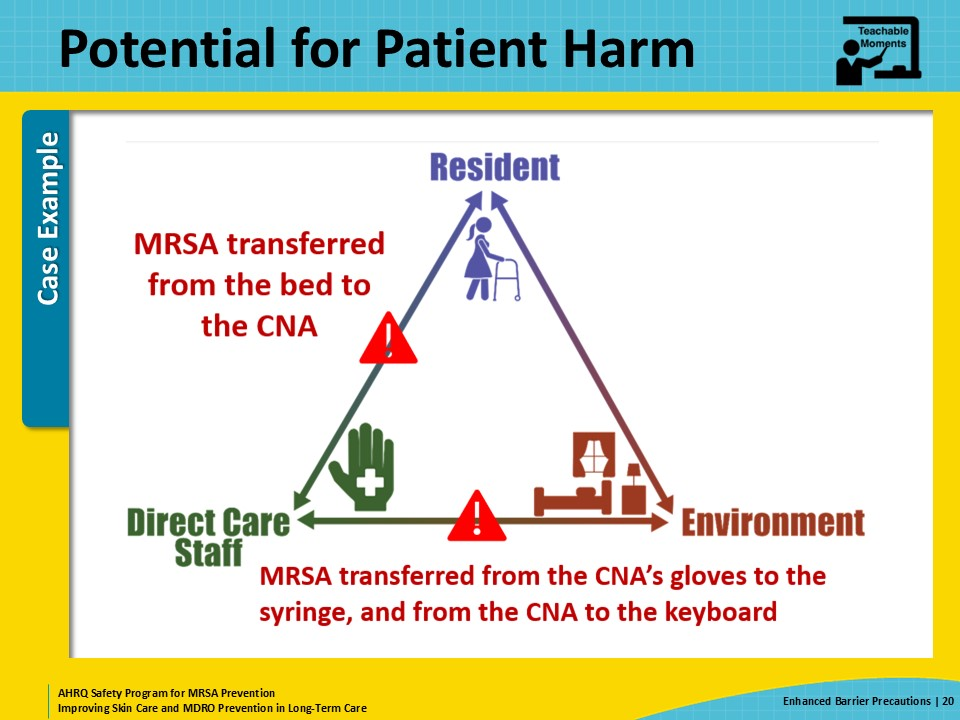 Potential for Patient Harm
Teachable
Moments
Case Example
Resident
MRSA transferred
from the bed to
the CNA
Direct Care
Staff
Environment
MRSA transferred from the CNA’s gloves to the
syringe, and from the CNA to the keyboard
AHRQ Safety Program for MRSA Prevention
Improving Skin Care and MDRO Prevention in Long-Term Care
Enhanced Barrier Precautions | 20